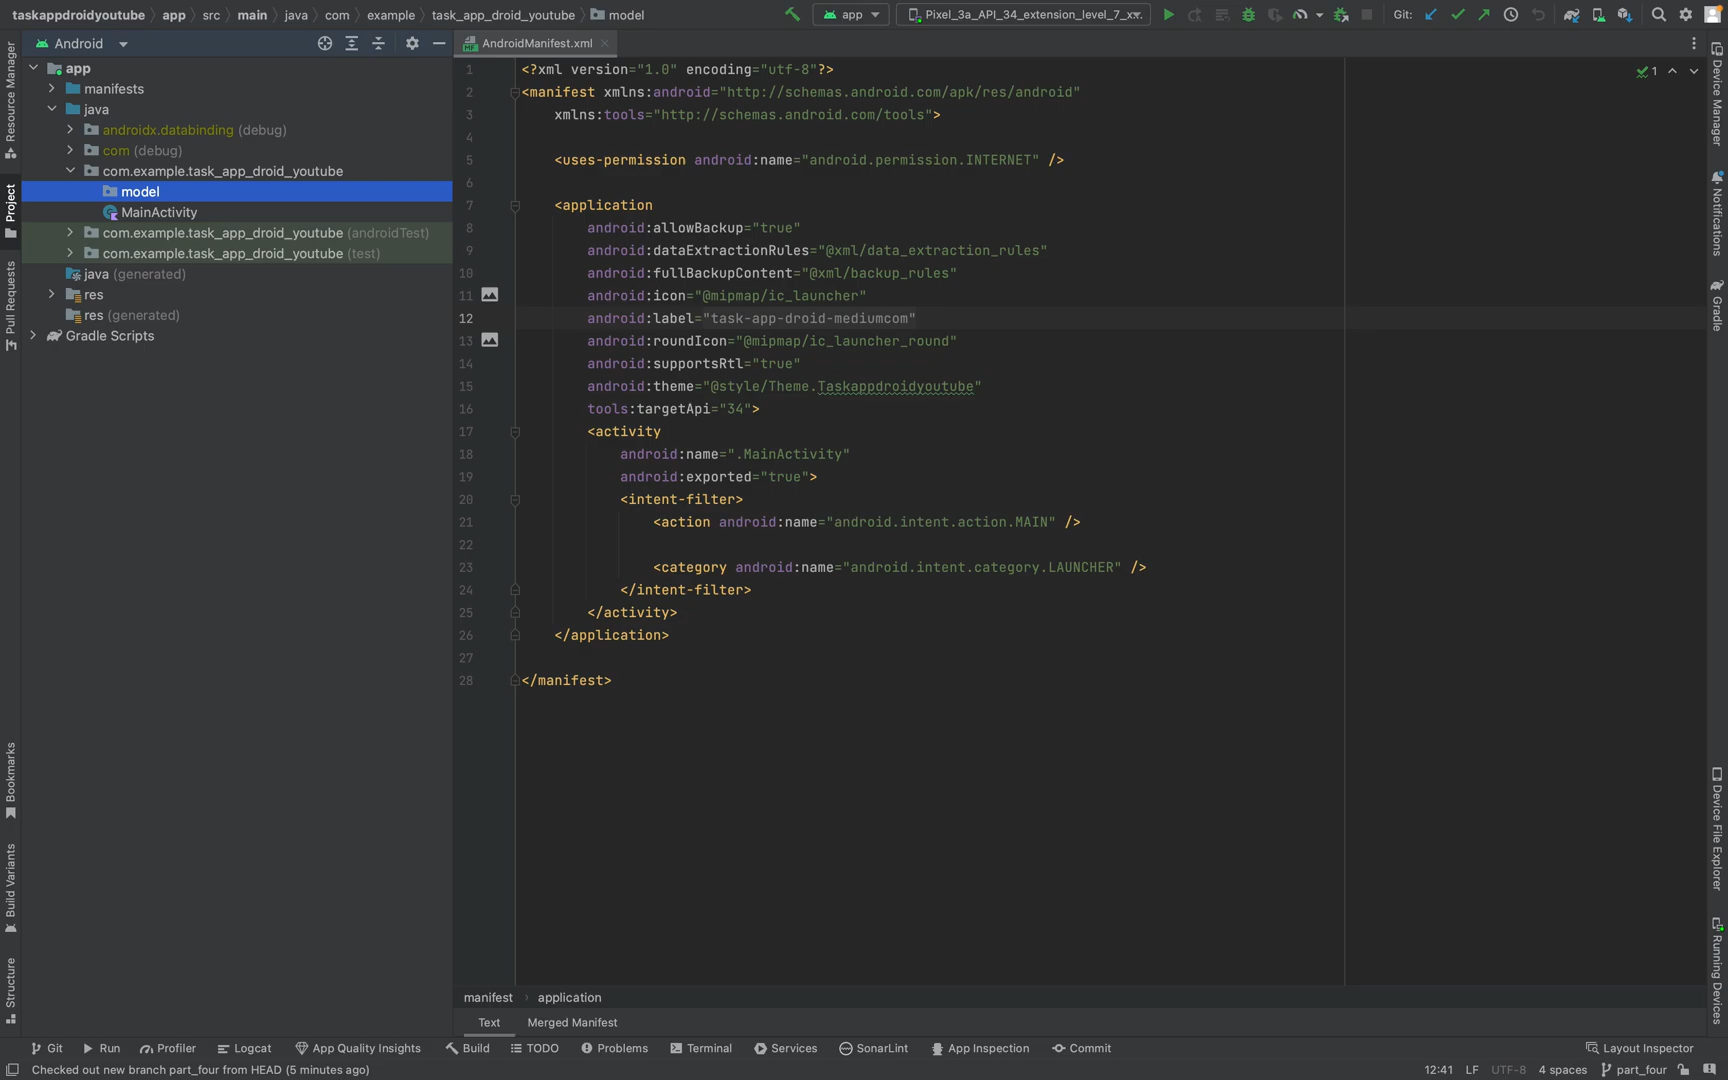 taskappdroidyoutube › app › src › main › java › com › example › task_app_droid_youtube › model
app
Pixel_3a_API_34_extension_level_7_x
Git:
Android
AndroidManifest.xml
app
manifests
java
androidx.databinding (debug)
com (debug)
com.example.task_app_droid_youtube
model
MainActivity
com.example.task_app_droid_youtube (androidTest)
com.example.task_app_droid_youtube (test)
java (generated)
res
res (generated)
Gradle Scripts
1 <?xml version="1.0" encoding="utf-8"?>
2 <manifest xmlns:android="http://schemas.android.com/apk/res/android"
3 xmlns:tools="http://schemas.android.com/tools">
4
5 <uses-permission android:name="android.permission.INTERNET" />
6
7 <application
8 android:allowBackup="true"
9 android:dataExtractionRules="@xml/data_extraction_rules"
10 android:fullBackupContent="@xml/backup_rules"
11 android:icon="@mipmap/ic_launcher"
12 android:label="task-app-droid-mediumcom"
13 android:roundIcon="@mipmap/ic_launcher_round"
14 android:supportsRtl="true"
15 android:theme="@style/Theme.Taskappdroidyoutube"
16 tools:targetApi="34">
17 <activity
18 android:name=".MainActivity"
19 android:exported="true">
20 <intent-filter>
21 <action android:name="android.intent.action.MAIN" />
22
23 <category android:name="android.intent.category.LAUNCHER" />
24 </intent-filter>
25 </activity>
26 </application>
27
28 </manifest>
1
manifest › application
Text Merged Manifest
Resource Manager
Project
Pull Requests
Bookmarks
Build Variants
Structure
Device Manager
Notifications
Gradle
Device File Explorer
Running Devices
Git Run Profiler Logcat App Quality Insights Build TODO Problems Terminal Services SonarLint App Inspection Commit Layout Inspector
Checked out new branch part_four from HEAD (5 minutes ago)
12:41 LF UTF-8 4 spaces part_four